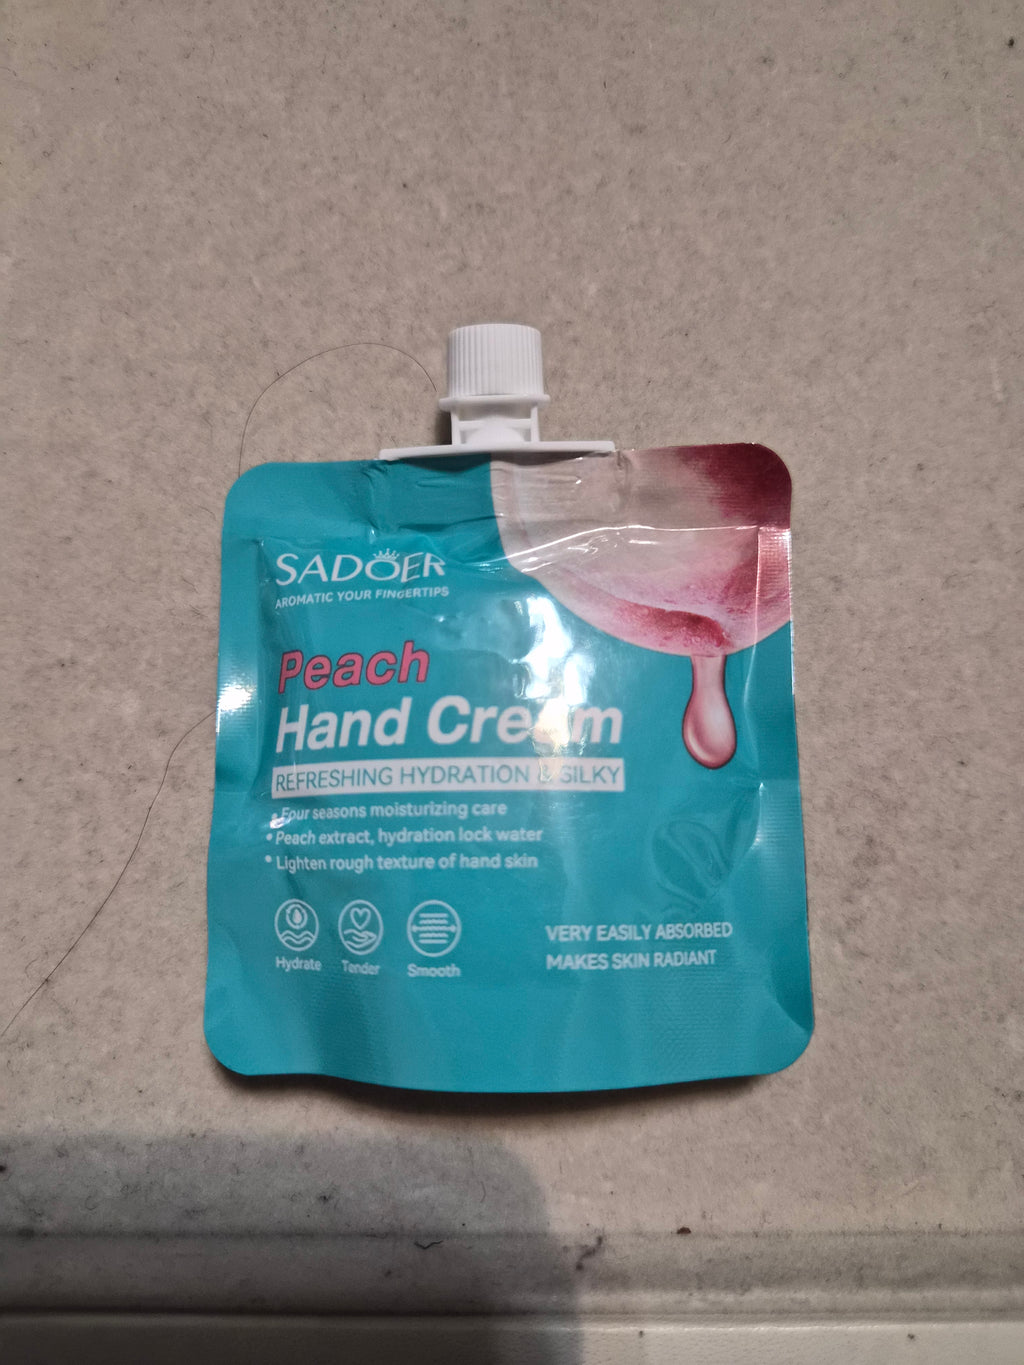 SADOER
AROMATIC YOUR FINGERTIPS
Peach
Hand Cream
REFRESHING HYDRATION & SILKY
• Four seasons moisturizing care
• Peach extract, hydration lock water
• Lighten rough texture of hand skin
Hydrate Tender Smooth
VERY EASILY ABSORBED
MAKES SKIN RADIANT